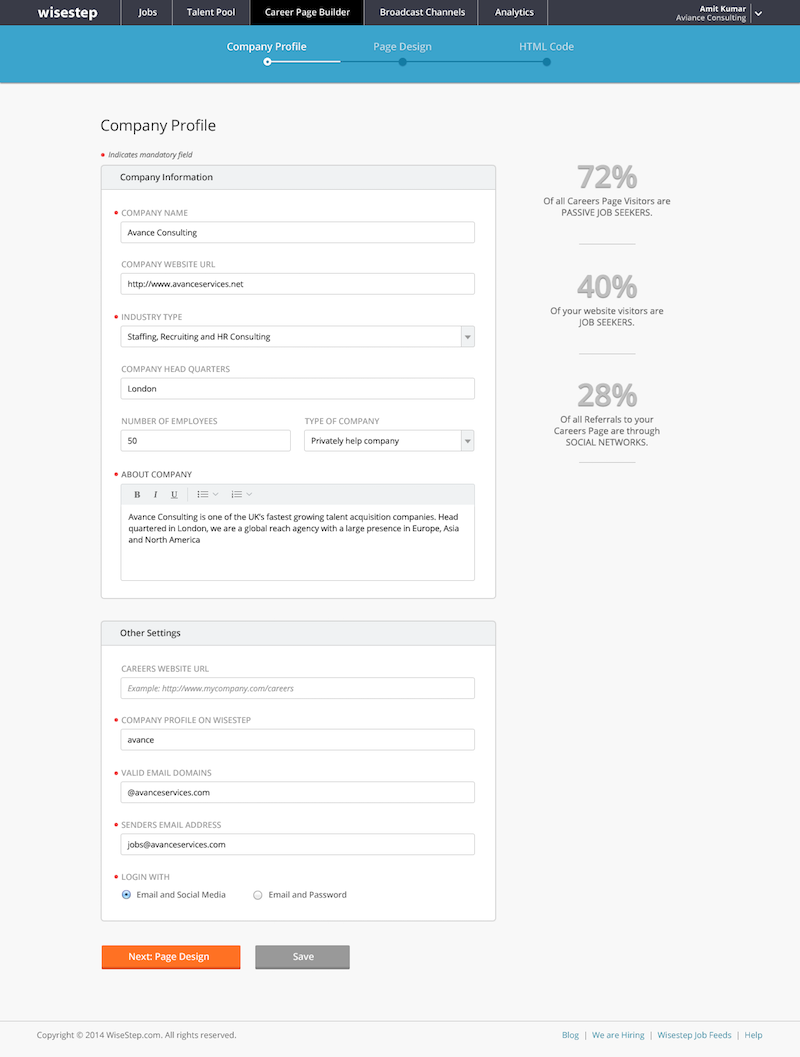 wisestep
Jobs
Talent Pool
Career Page Builder
Broadcast Channels
Analytics
Amit Kumar
Aviance Consulting
Company Profile
Page Design
HTML Code
Company Profile
Indicates mandatory field
Company Information
COMPANY NAME
Avance Consulting
COMPANY WEBSITE URL
http://www.avanceservices.net
INDUSTRY TYPE
Staffing, Recruiting and HR Consulting
COMPANY HEAD QUARTERS
London
NUMBER OF EMPLOYEES
50
TYPE OF COMPANY
Privately help company
ABOUT COMPANY
B I U
Avance Consulting is one of the UK's fastest growing talent acquisition companies. Head
quartered in London, we are a global reach agency with a large presence in Europe, Asia
and North America
72%
Of all Careers Page Visitors are
PASSIVE JOB SEEKERS.
40%
Of your website visitors are
JOB SEEKERS.
28%
Of all Referrals to your
Careers Page are through
SOCIAL NETWORKS.
Other Settings
CAREERS WEBSITE URL
Example: http://www.mycompany.com/careers
COMPANY PROFILE ON WISESTEP
avance
VALID EMAIL DOMAINS
@avanceservices.com
SENDERS EMAIL ADDRESS
jobs@avanceservices.com
LOGIN WITH
Email and Social Media
Email and Password
Next: Page Design
Save
Copyright © 2014 WiseStep.com. All rights reserved.
Blog | We are Hiring | Wisestep Job Feeds | Help